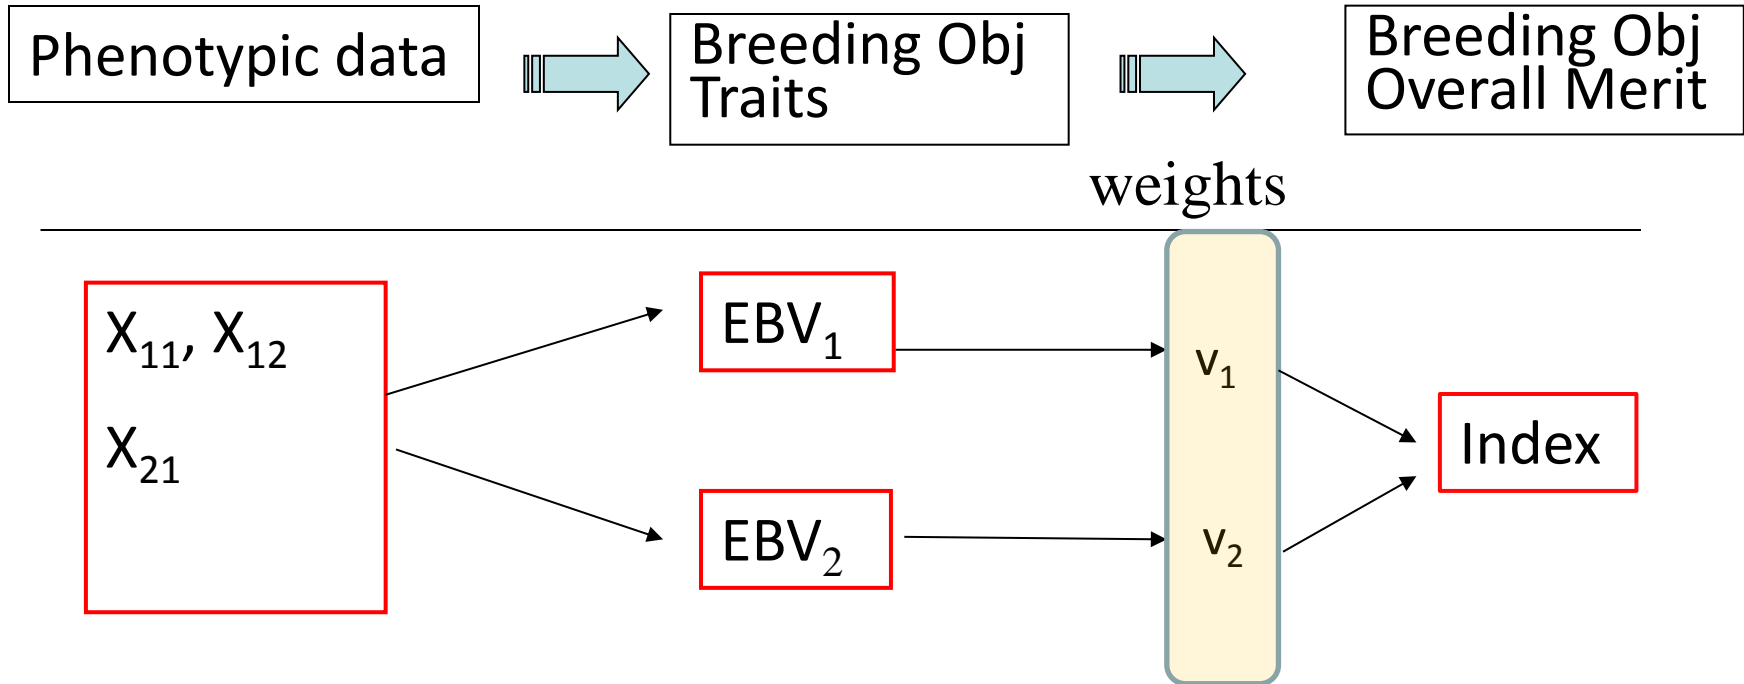 Phenotypic data
Breeding Obj
Traits
Breeding Obj
Overall Merit
weights
X₁₁, X₁₂
X₂₁
EBV₁
EBV₂
v₁
v₂
Index